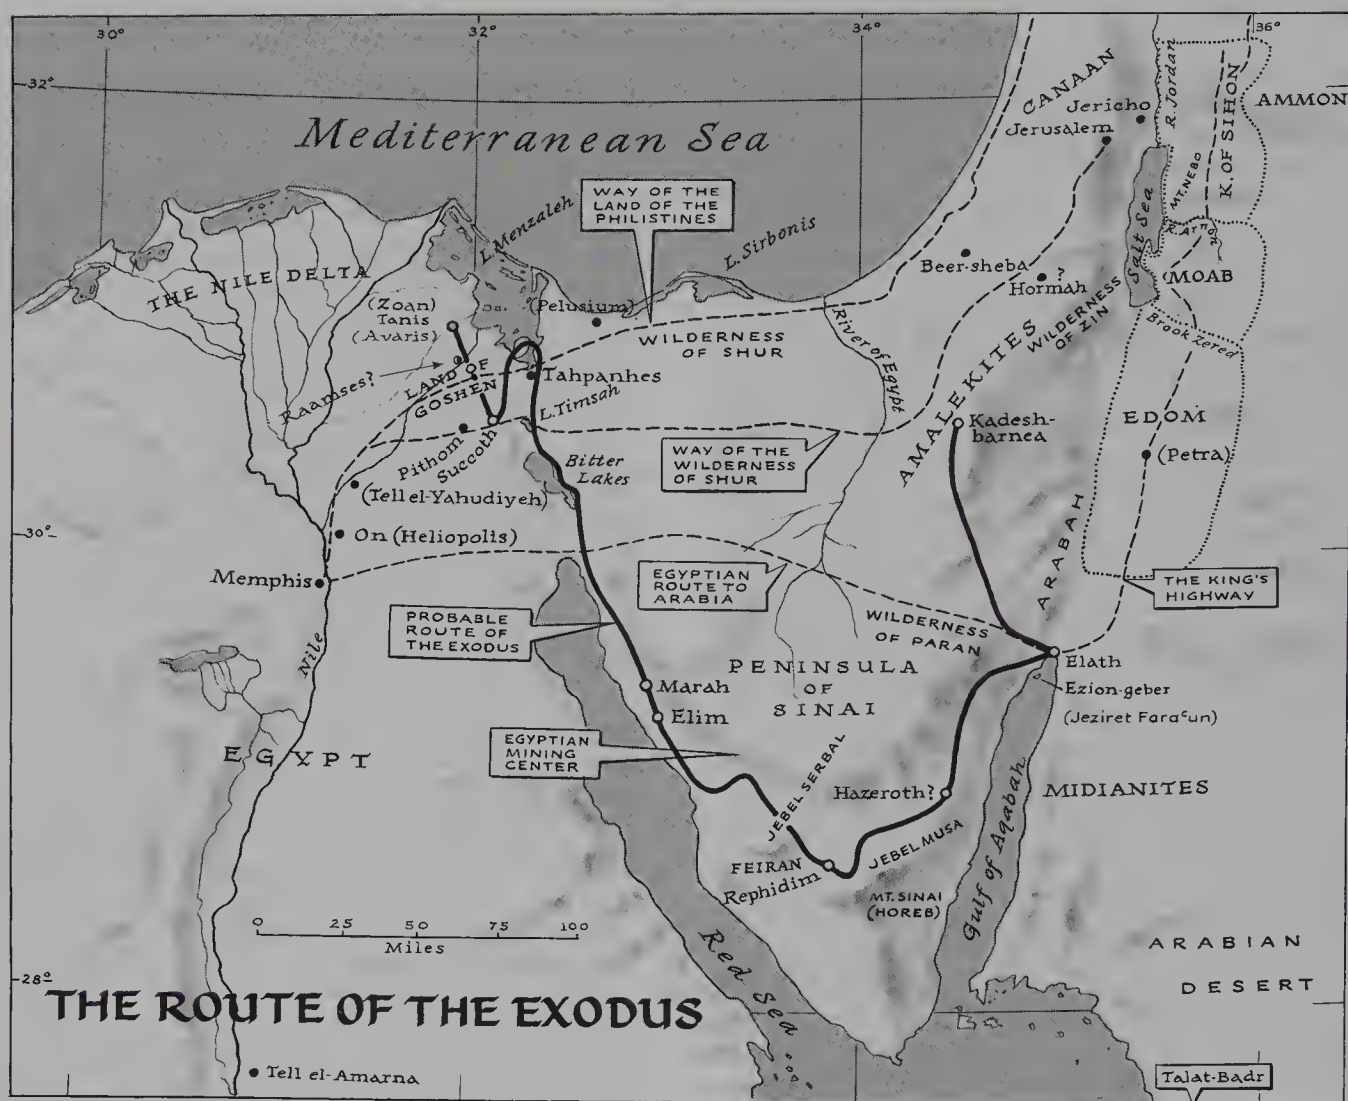 30°
32°
34°
36°
32°
Mediterranean Sea
CANAAN
Jericho
Jerusalem
R. Jordan
K. OF SIHON
AMMON
MT. NEBO
Salt Sea
MOAB
WAY OF THE
LAND OF THE
PHILISTINES
L. Menzaleh
L. Sirbonis
THE NILE DELTA
(Zoan)
Tanis
(Avaris)
(Pelusium)
Beer-sheba
?
Hormah
WILDERNESS
OF ZIN
Brook Zered
WILDERNESS
OF SHUR
River of Egypt
Raamses?
LAND OF
GOSHEN
Tahpanhes
L. Timsah
AMALEKITES
Kadesh-
barnea
EDOM
(Petra)
Pithom
Succoth
Bitter
Lakes
WAY OF THE
WILDERNESS
OF SHUR
(Tell el-Yahudiyeh)
30°
On (Heliopolis)
Memphis
EGYPTIAN
ROUTE TO
ARABIA
ARABAH
THE KING'S
HIGHWAY
PROBABLE
ROUTE OF
THE EXODUS
WILDERNESS
OF PARAN
Nile
PENINSULA
OF
SINAI
Elath
Ezion-geber
(Jeziret Faraʿun)
Marah
Elim
EGYPT
EGYPTIAN
MINING
CENTER
JEBEL SERBAL
Hazeroth?
MIDIANITES
Gulf of Aqabah
JEBEL MUSA
FEIRAN
Rephidim
MT. SINAI
(HOREB)
0 25 50 75 100
Miles
Red Sea
ARABIAN
DESERT
28°
THE ROUTE OF THE EXODUS
Tell el-Amarna
Talat-Badr